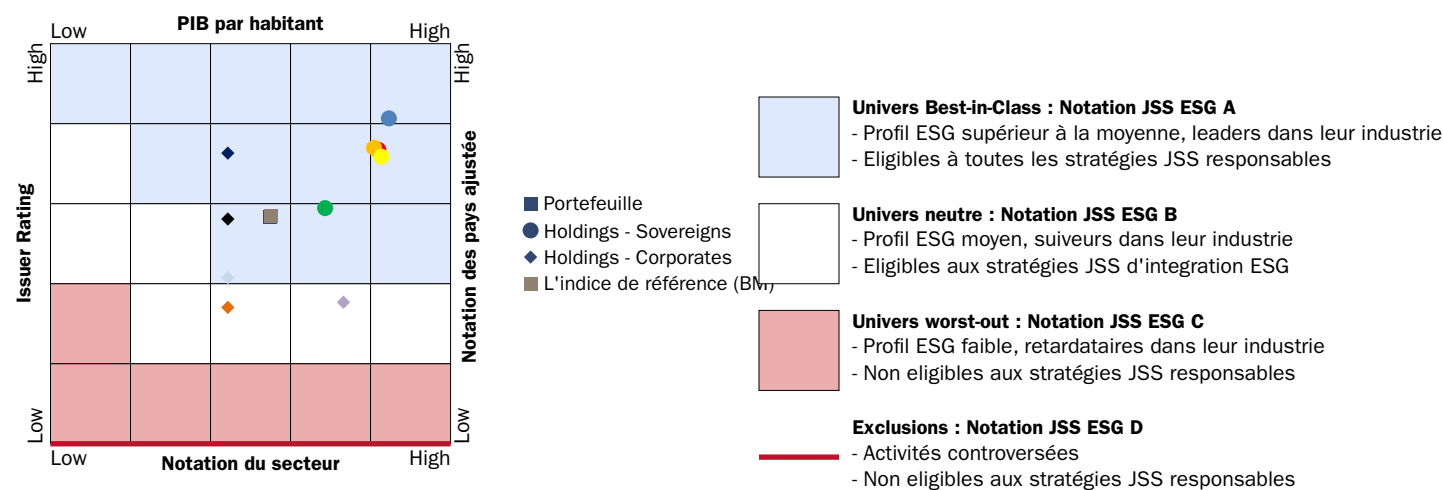 PIB par habitant
Low
High
High
High
Issuer Rating
Notation des pays ajustée
Low
Low
Low
High
Notation du secteur
Portefeuille
Holdings - Sovereigns
Holdings - Corporates
L'indice de référence (BM)
Univers Best-in-Class : Notation JSS ESG A
- Profil ESG supérieur à la moyenne, leaders dans leur industrie
- Eligibles à toutes les stratégies JSS responsables
Univers neutre : Notation JSS ESG B
- Profil ESG moyen, suiveurs dans leur industrie
- Eligibles aux stratégies JSS d'integration ESG
Univers worst-out : Notation JSS ESG C
- Profil ESG faible, retardataires dans leur industrie
- Non eligibles aux stratégies JSS responsables
Exclusions : Notation JSS ESG D
- Activités controversées
- Non eligibles aux stratégies JSS responsables